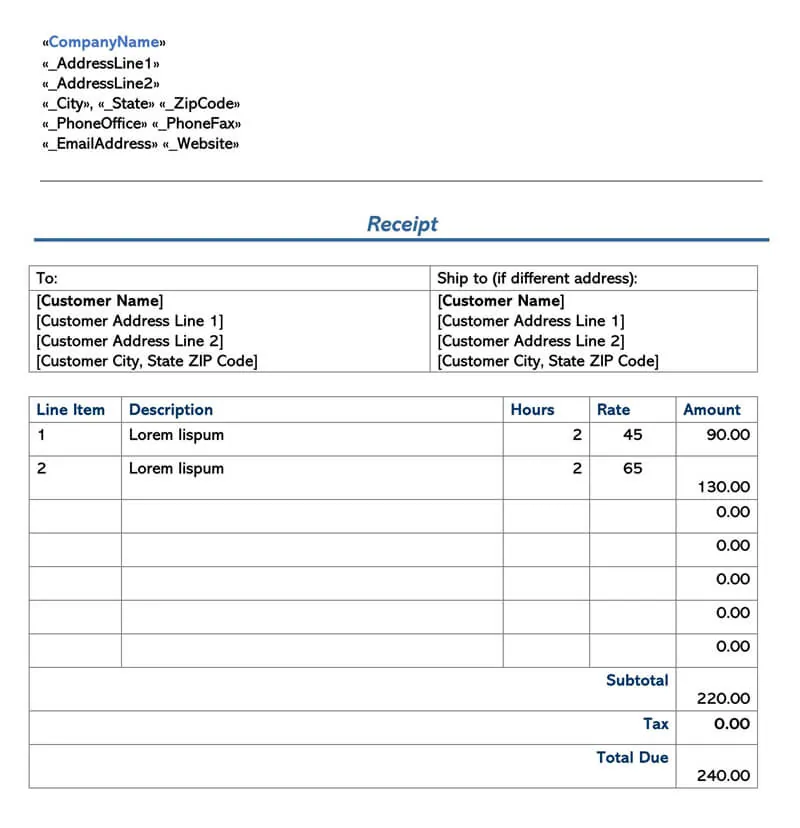 «CompanyName»
«_AddressLine1»
«_AddressLine2»
«_City», «_State» «_ZipCode»
«_PhoneOffice» «_PhoneFax»
«_EmailAddress» «_Website»
Receipt
To: Ship to (if different address):
[Customer Name] [Customer Name]
[Customer Address Line 1] [Customer Address Line 1]
[Customer Address Line 2] [Customer Address Line 2]
[Customer City, State ZIP Code] [Customer City, State ZIP Code]
Line Item Description Hours Rate Amount
1 Lorem lispum 2 45 90.00
2 Lorem lispum 2 65
130.00
0.00
0.00
0.00
0.00
0.00
Subtotal
220.00
Tax 0.00
Total Due
240.00